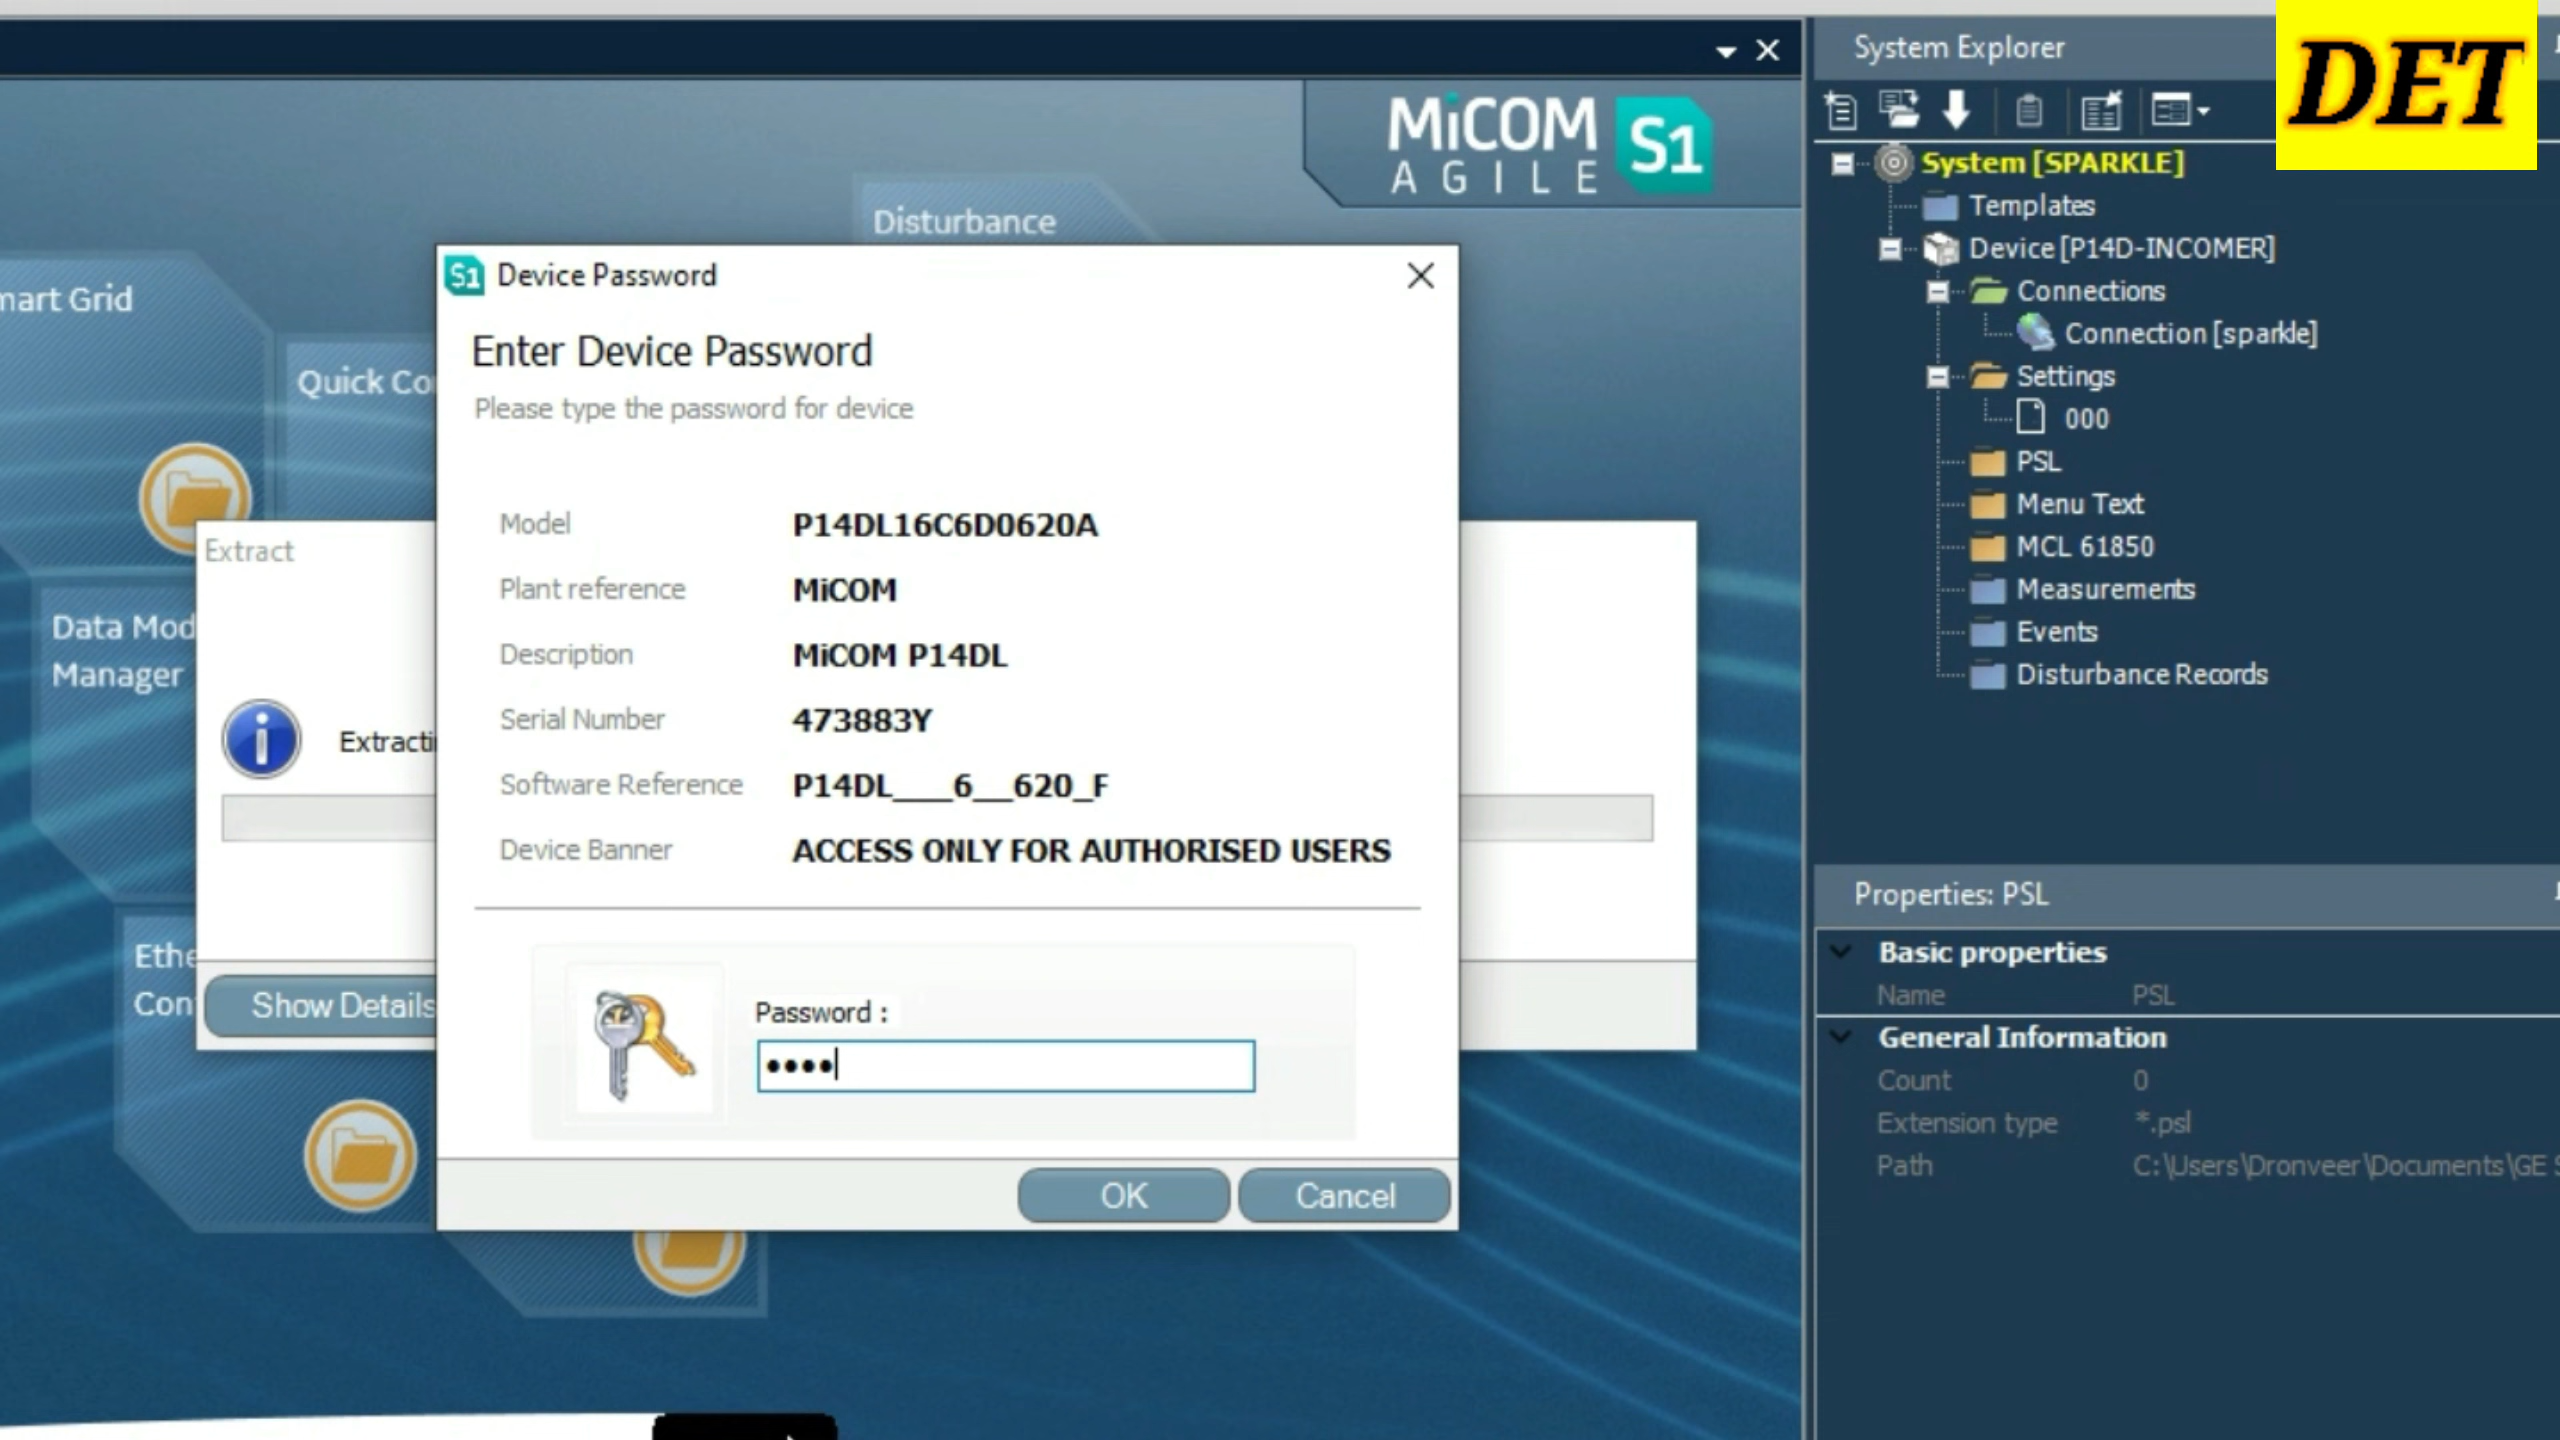 System Explorer
DET
MiCOM
AGILE
S1
System [SPARKLE]
Templates
Device [P14D-INCOMER]
Connections
Connection [sparkle]
Settings
000
PSL
Menu Text
MCL 61850
Measurements
Events
Disturbance Records
Disturbance
mart Grid
Quick Co
Data Mod
Manager
Ethe
Con
Extract
Extracti
Show Details
S1 Device Password
Enter Device Password
Please type the password for device
Model P14DL16C6D0620A
Plant reference MiCOM
Description MiCOM P14DL
Serial Number 473883Y
Software Reference P14DL___6__620_F
Device Banner ACCESS ONLY FOR AUTHORISED USERS
Password :
••••
OK Cancel
Properties: PSL
Basic properties
Name PSL
General Information
Count 0
Extension type *.psl
Path C:\Users\Dronveer\Documents\GE S